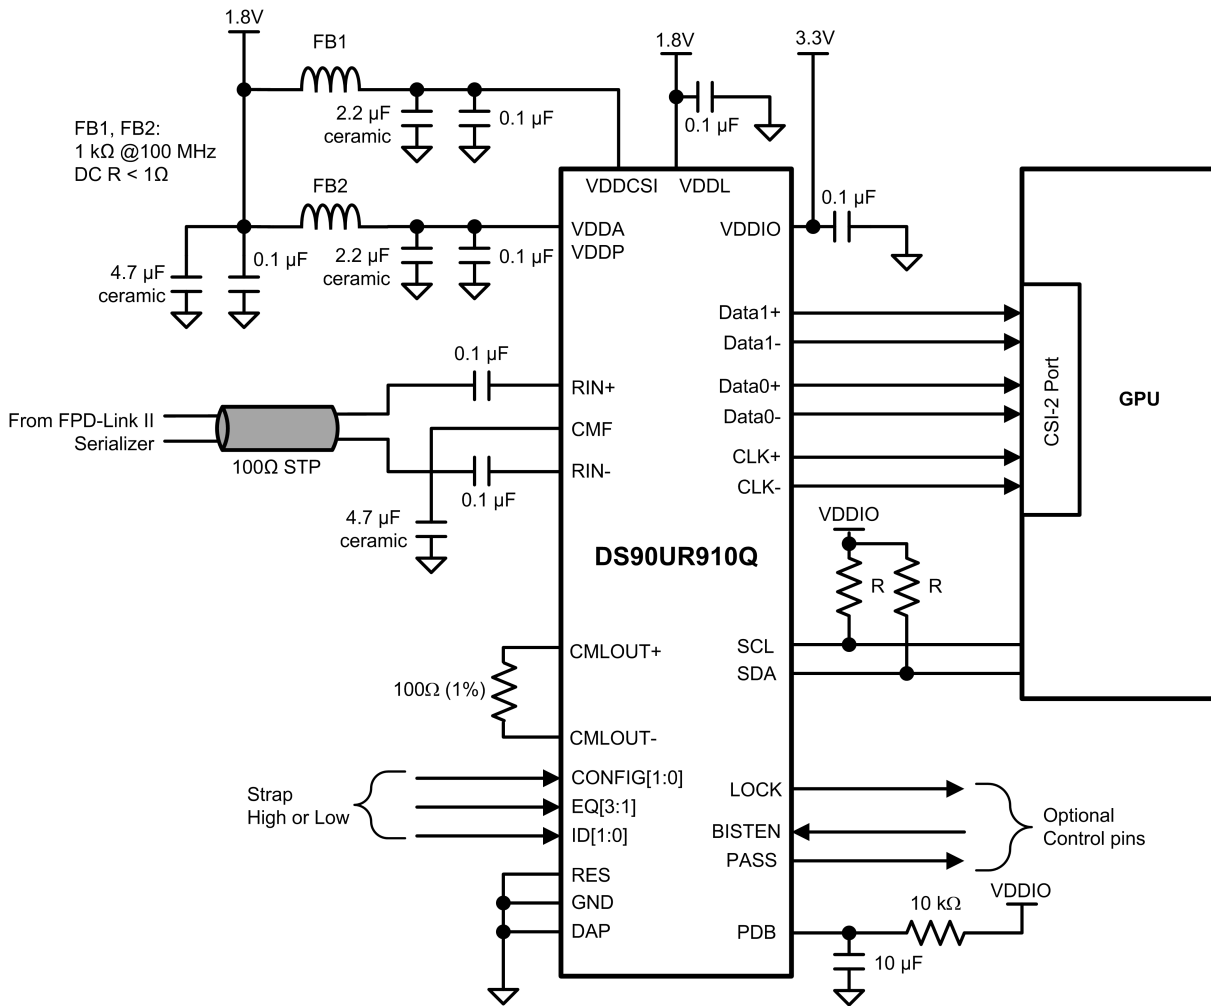 1.8V
FB1
1.8V
3.3V
2.2 µF
ceramic
0.1 µF
0.1 µF
FB1, FB2:
1 kΩ @100 MHz
DC R < 1Ω
VDDCSI
VDDL
FB2
0.1 µF
VDDA
VDDP
VDDIO
0.1 µF
4.7 µF
ceramic
2.2 µF
ceramic
0.1 µF
Data1+
Data1-
Data0+
Data0-
CLK+
CLK-
CSI-2 Port
GPU
0.1 µF
RIN+
From FPD-Link II
Serializer
100Ω STP
CMF
RIN-
0.1 µF
4.7 µF
ceramic
DS90UR910Q
VDDIO
R
R
SCL
SDA
CMLOUT+
100Ω (1%)
CMLOUT-
Strap
High or Low
CONFIG[1:0]
EQ[3:1]
ID[1:0]
LOCK
BISTEN
PASS
Optional
Control pins
RES
GND
DAP
PDB
10 kΩ
VDDIO
10 µF